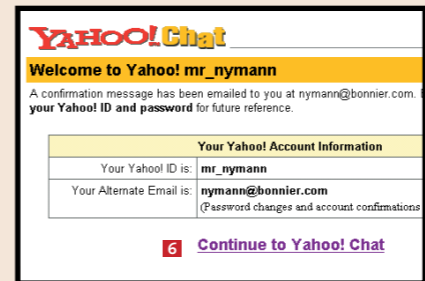 YAHOO! Chat
Welcome to Yahoo! mr_nymann
A confirmation message has been emailed to you at nymann@bonnier.com.
your Yahoo! ID and password for future reference.
Your Yahoo! Account Information
Your Yahoo! ID is: mr_nymann
Your Alternate Email is: nymann@bonnier.com
(Password changes and account confirmations
6 Continue to Yahoo! Chat